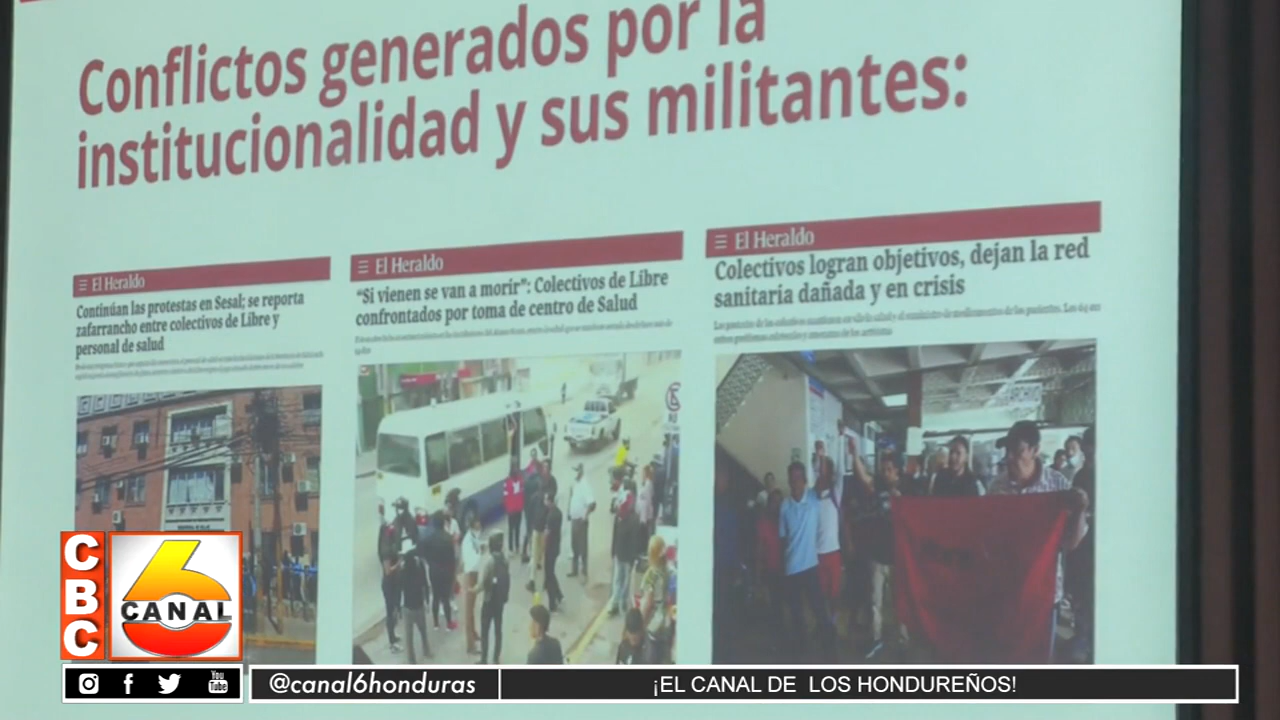 Conflictos generados por la
institucionalidad y sus militantes:
El Heraldo
Continúan las protestas en Sesal; se reporta
zafarrancho entre colectivos de Libre y
personal de salud
El Heraldo
“Si vienen se van a morir”: Colectivos de Libre
confrontados por toma de centro de Salud
El Heraldo
Colectivos logran objetivos, dejan la red
sanitaria dañada y en crisis
CBC
6
CANAL
You Tube
@canal6honduras
¡EL CANAL DE LOS HONDUREÑOS!